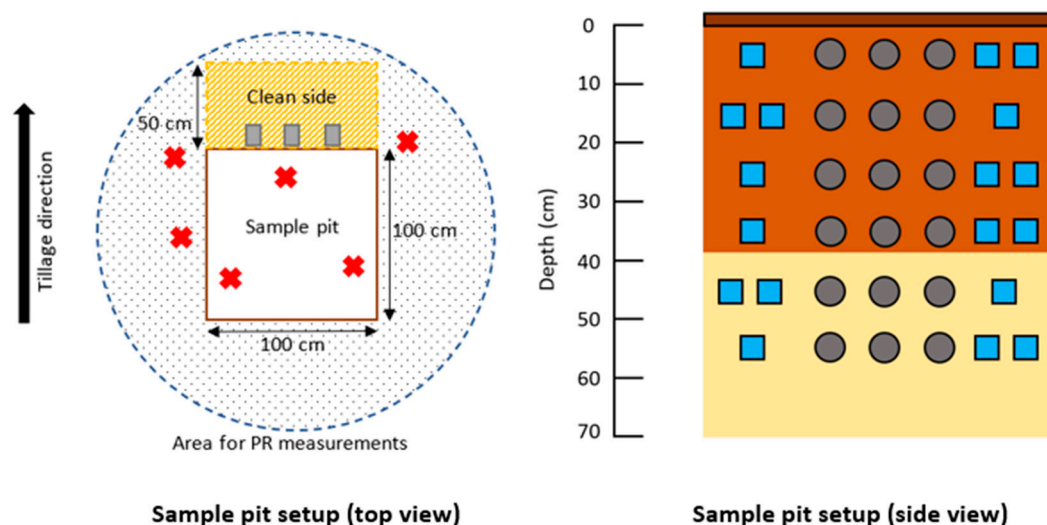 Tillage direction
50 cm
Clean side
Sample pit
100 cm
100 cm
Area for PR measurements
Sample pit setup (top view)
Depth (cm)
0
10
20
30
40
50
60
70
Sample pit setup (side view)